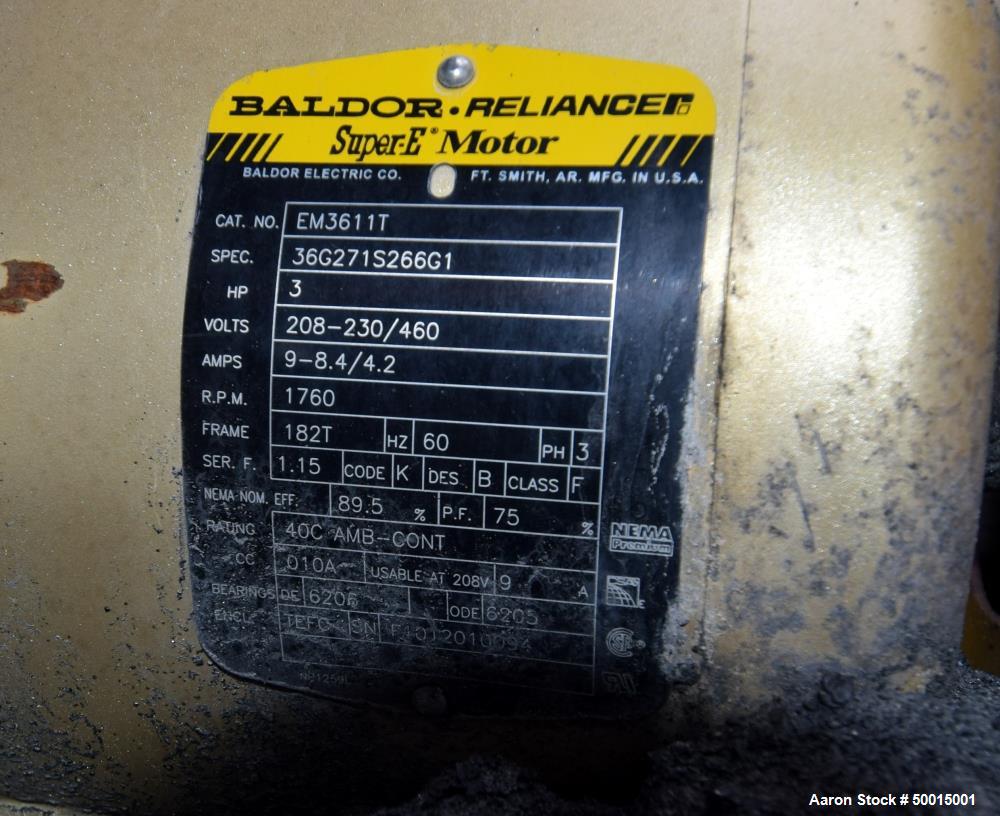 BALDOR • RELIANCER
Super-E® Motor
BALDOR ELECTRIC CO. FT. SMITH, AR. MFG. IN U.S.A.
CAT. NO. EM3611T
SPEC. 36G271S266G1
HP 3
VOLTS 208-230/460
AMPS 9-8.4/4.2
R.P.M. 1760
FRAME 182T HZ 60 PH 3
SER. F. 1.15 CODE K DES B CLASS F
NEMA NOM. EFF. 89.5 % P.F. 75 %
RATING 40C AMB-CONT
NEMA Premium
CC 010A USABLE AT 208V 9 A
BEARINGS DE 6206 ODE 6205
ENCL. TEFC SN F1012010094
Aaron Stock # 50015001